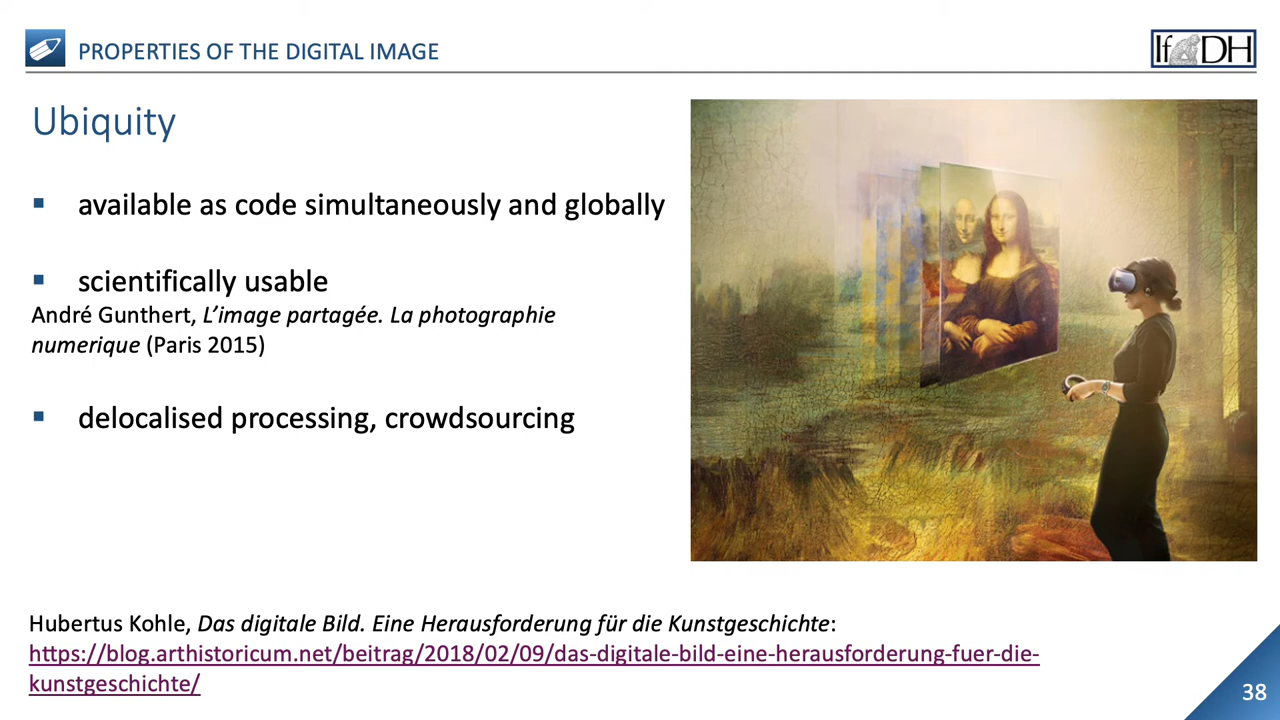 PROPERTIES OF THE DIGITAL IMAGE
IfDH
Ubiquity
▪ available as code simultaneously and globally
▪ scientifically usable
André Gunthert, L’image partagée. La photographie
numerique (Paris 2015)
▪ delocalised processing, crowdsourcing
Hubertus Kohle, Das digitale Bild. Eine Herausforderung für die Kunstgeschichte:
https://blog.arthistoricum.net/beitrag/2018/02/09/das-digitale-bild-eine-herausforderung-fuer-die-
kunstgeschichte/
38